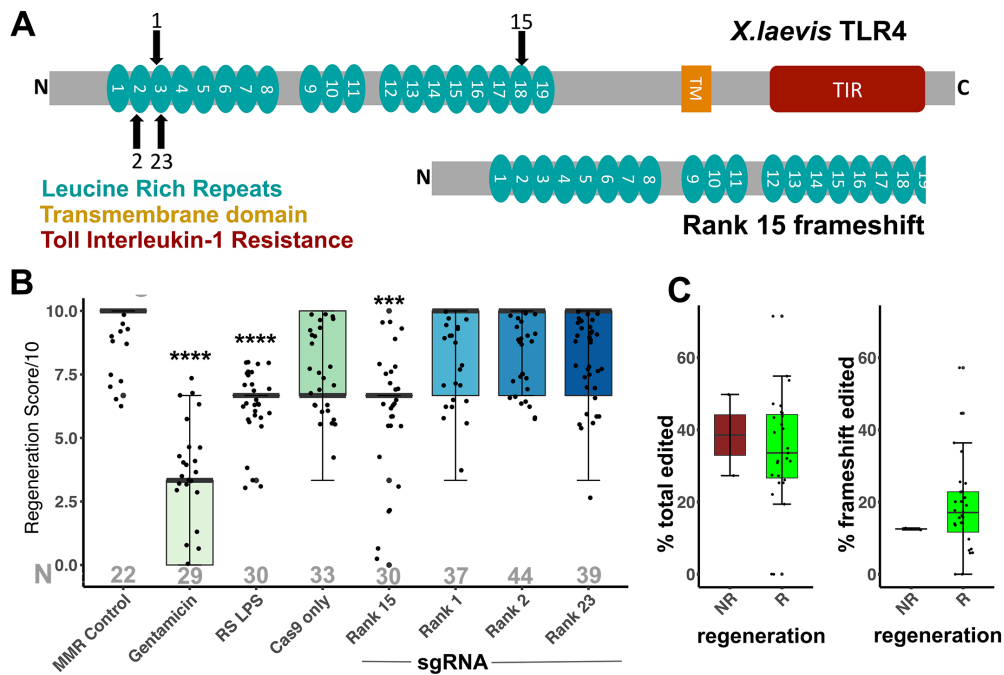 A
1
15
X.laevis TLR4
N
1 2 3 4 5 6 7 8 9 10 11 12 13 14 15 16 17 18 19
TM
TIR
C
2 23
N
1 2 3 4 5 6 7 8 9 10 11 12 13 14 15 16 17 18 19
Leucine Rich Repeats
Transmembrane domain
Toll Interleukin-1 Resistance
Rank 15 frameshift
B
Regeneration Score/10
10.0
7.5
5.0
2.5
0.0
**** **** ***
N 22 29 30 33 30 37 44 39
MMR Control
Gentamicin
RS LPS
Cas9 only
Rank 15
Rank 1
Rank 2
Rank 23
sgRNA
C
% total edited
60
40
20
0
NR R
regeneration
% frameshift edited
60
40
20
0
NR R
regeneration